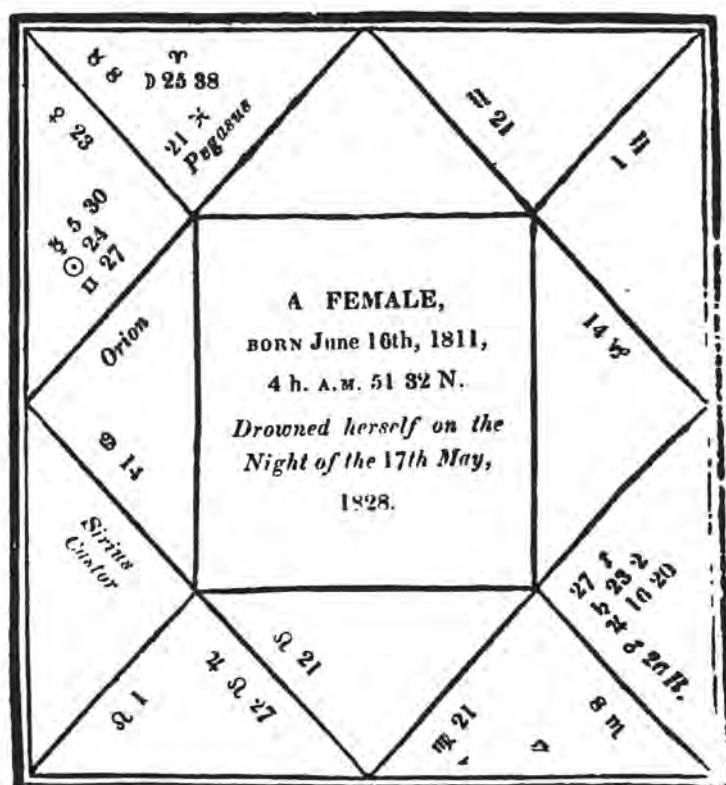 ♈
☽ 25 38
21 ♓
Pegasus
♀ 23
5 30
☉ 24
♊ 27
Orion
14
Sirius
Castor
♌ 1
♌ 27
♌ 21
♍ 21
8 ♏
27 ♐
♄ 23 2
16 20
♂ 26 R.
14 ♑
1
♒ 21
A FEMALE,
BORN June 16th, 1811,
4 h. A.M. 51 32 N.
Drowned herself on the
Night of the 17th May,
1828.